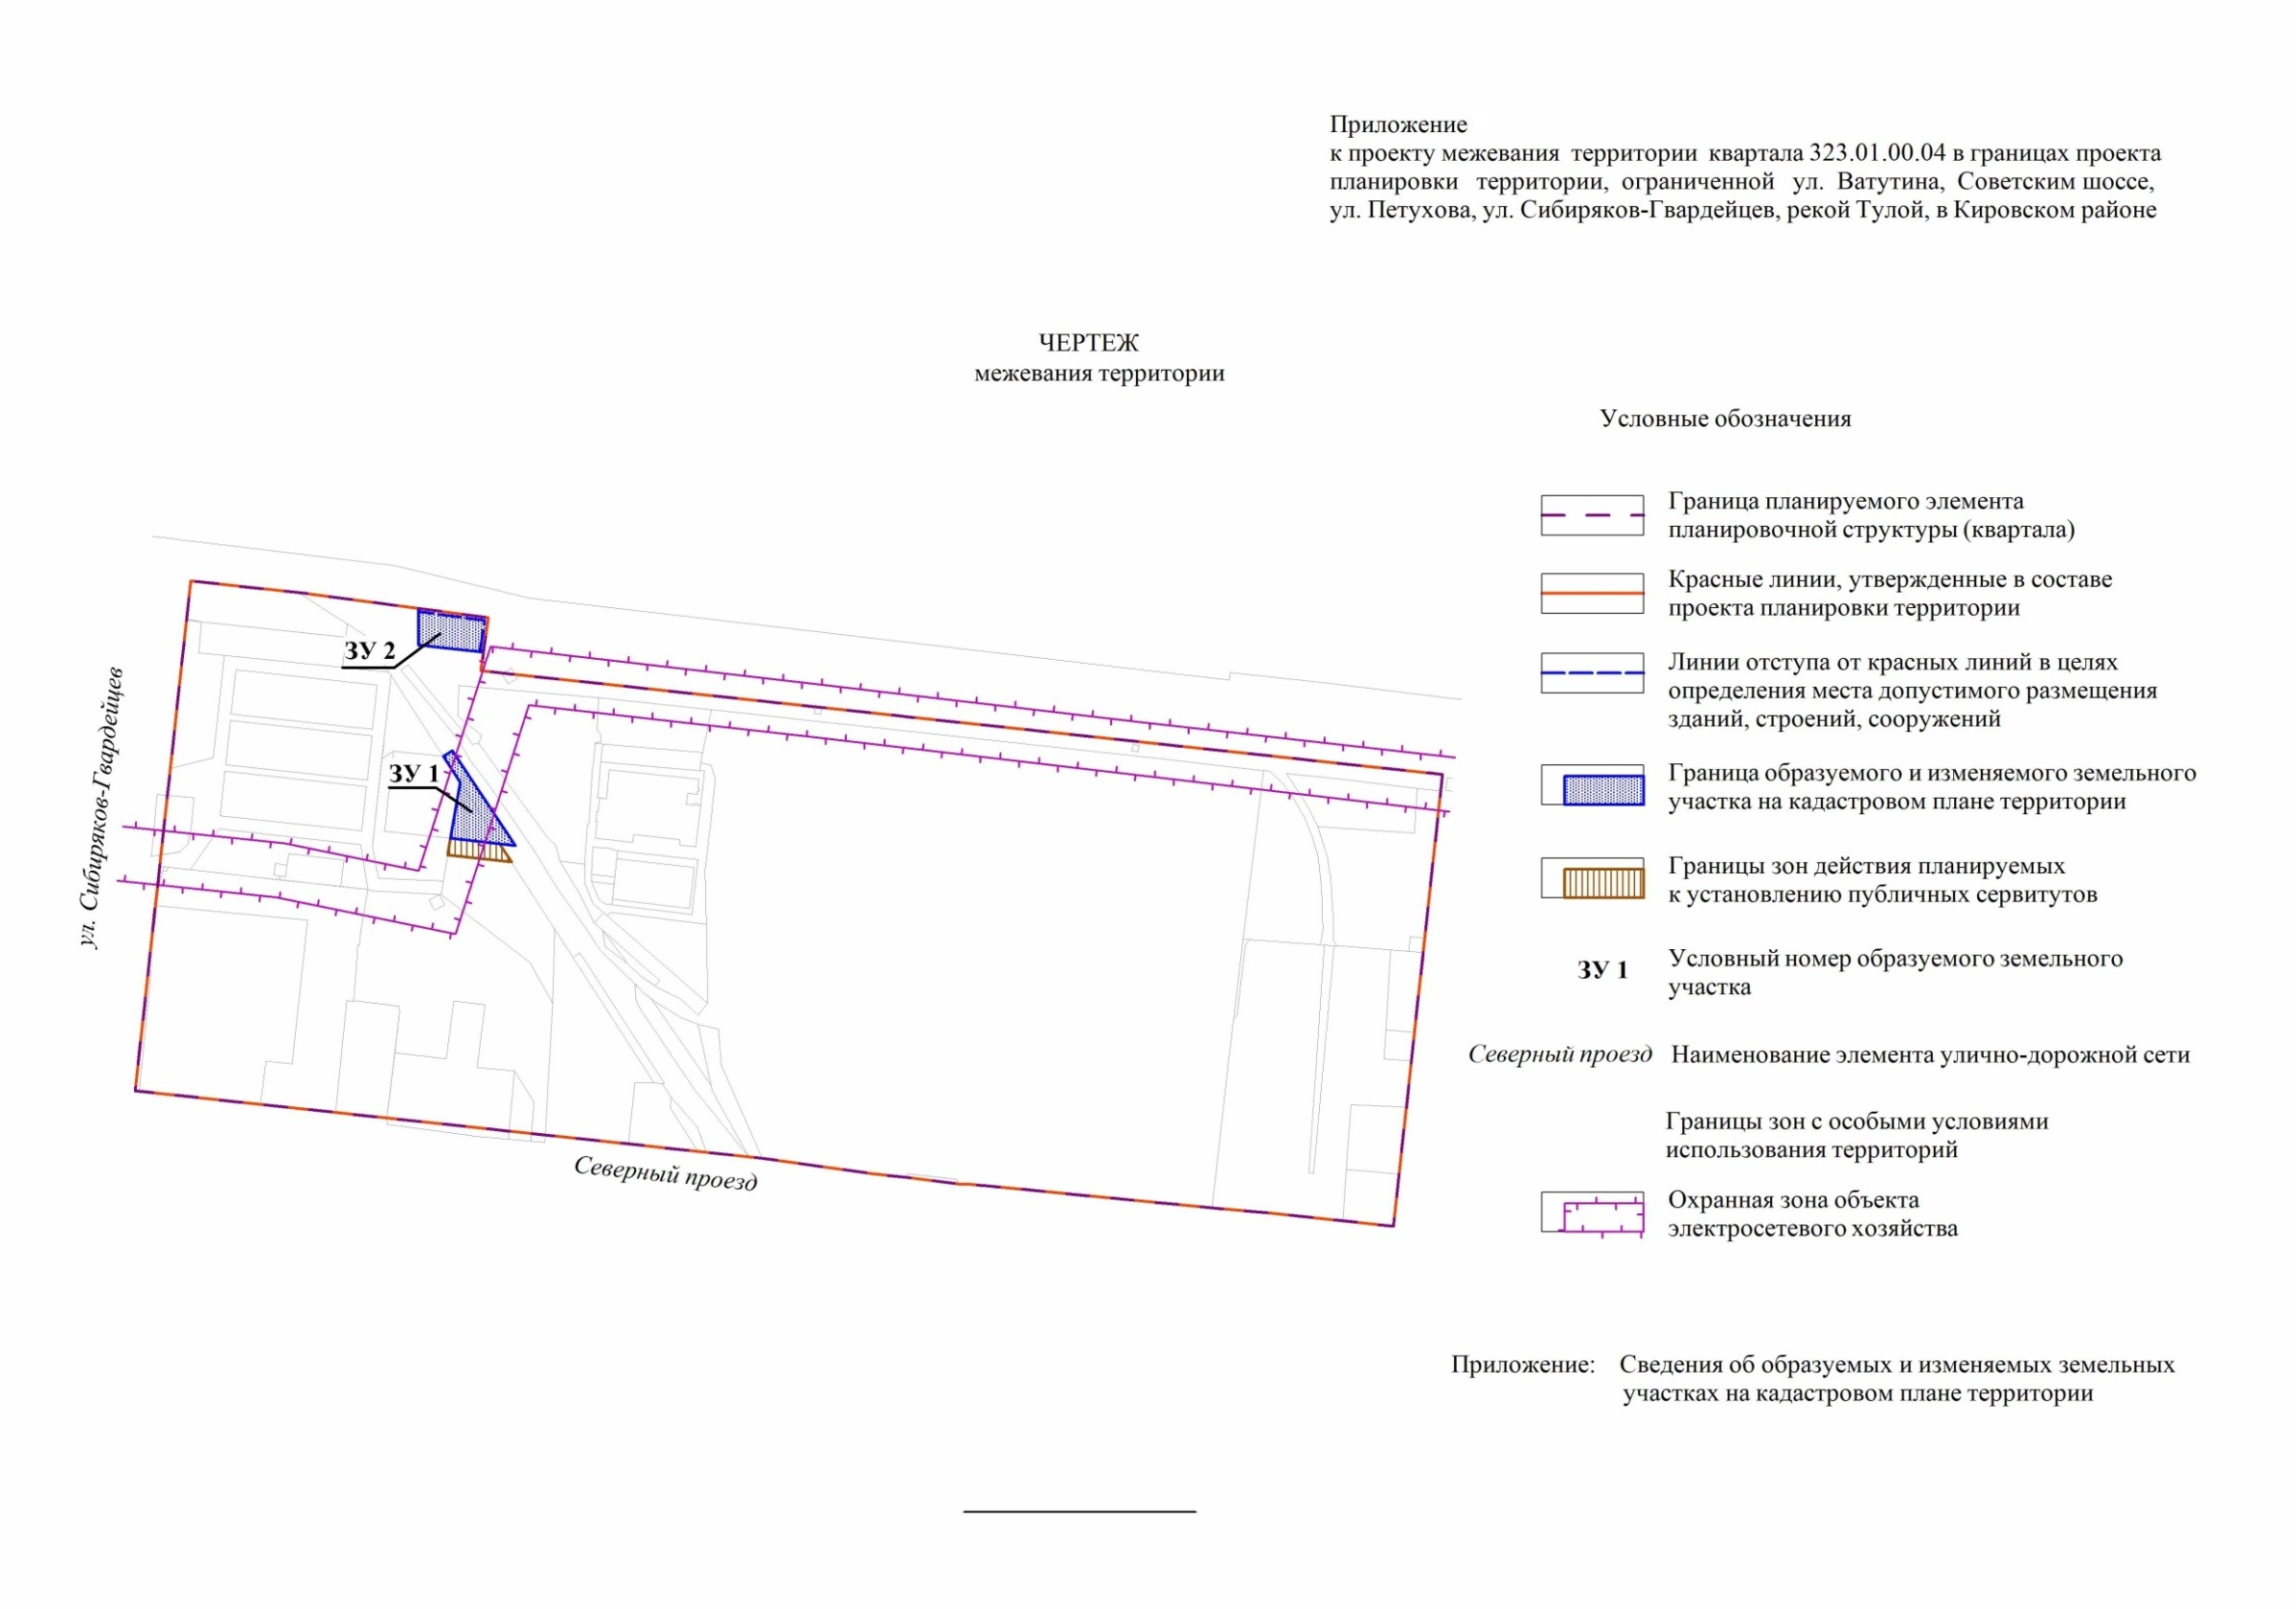 Приложение
к проекту межевания территории квартала 323.01.00.04 в границах проекта
планировки территории, ограниченной ул. Ватутина, Советским шоссе,
ул. Петухова, ул. Сибиряков-Гвардейцев, рекой Тулой, в Кировском районе
ЧЕРТЕЖ
межевания территории
Условные обозначения
Граница планируемого элемента
планировочной структуры (квартала)
Красные линии, утвержденные в составе
проекта планировки территории
Линии отступа от красных линий в целях
определения места допустимого размещения
зданий, строений, сооружений
Граница образуемого и изменяемого земельного
участка на кадастровом плане территории
Границы зон действия планируемых
к установлению публичных сервитутов
ЗУ 1
Условный номер образуемого земельного
участка
Северный проезд
Наименование элемента улично-дорожной сети
Границы зон с особыми условиями
использования территорий
Охранная зона объекта
электросетевого хозяйства
ЗУ 2
ЗУ 1
ул. Сибиряков-Гвардейцев
Северный проезд
Приложение: Сведения об образуемых и изменяемых земельных
участках на кадастровом плане территории